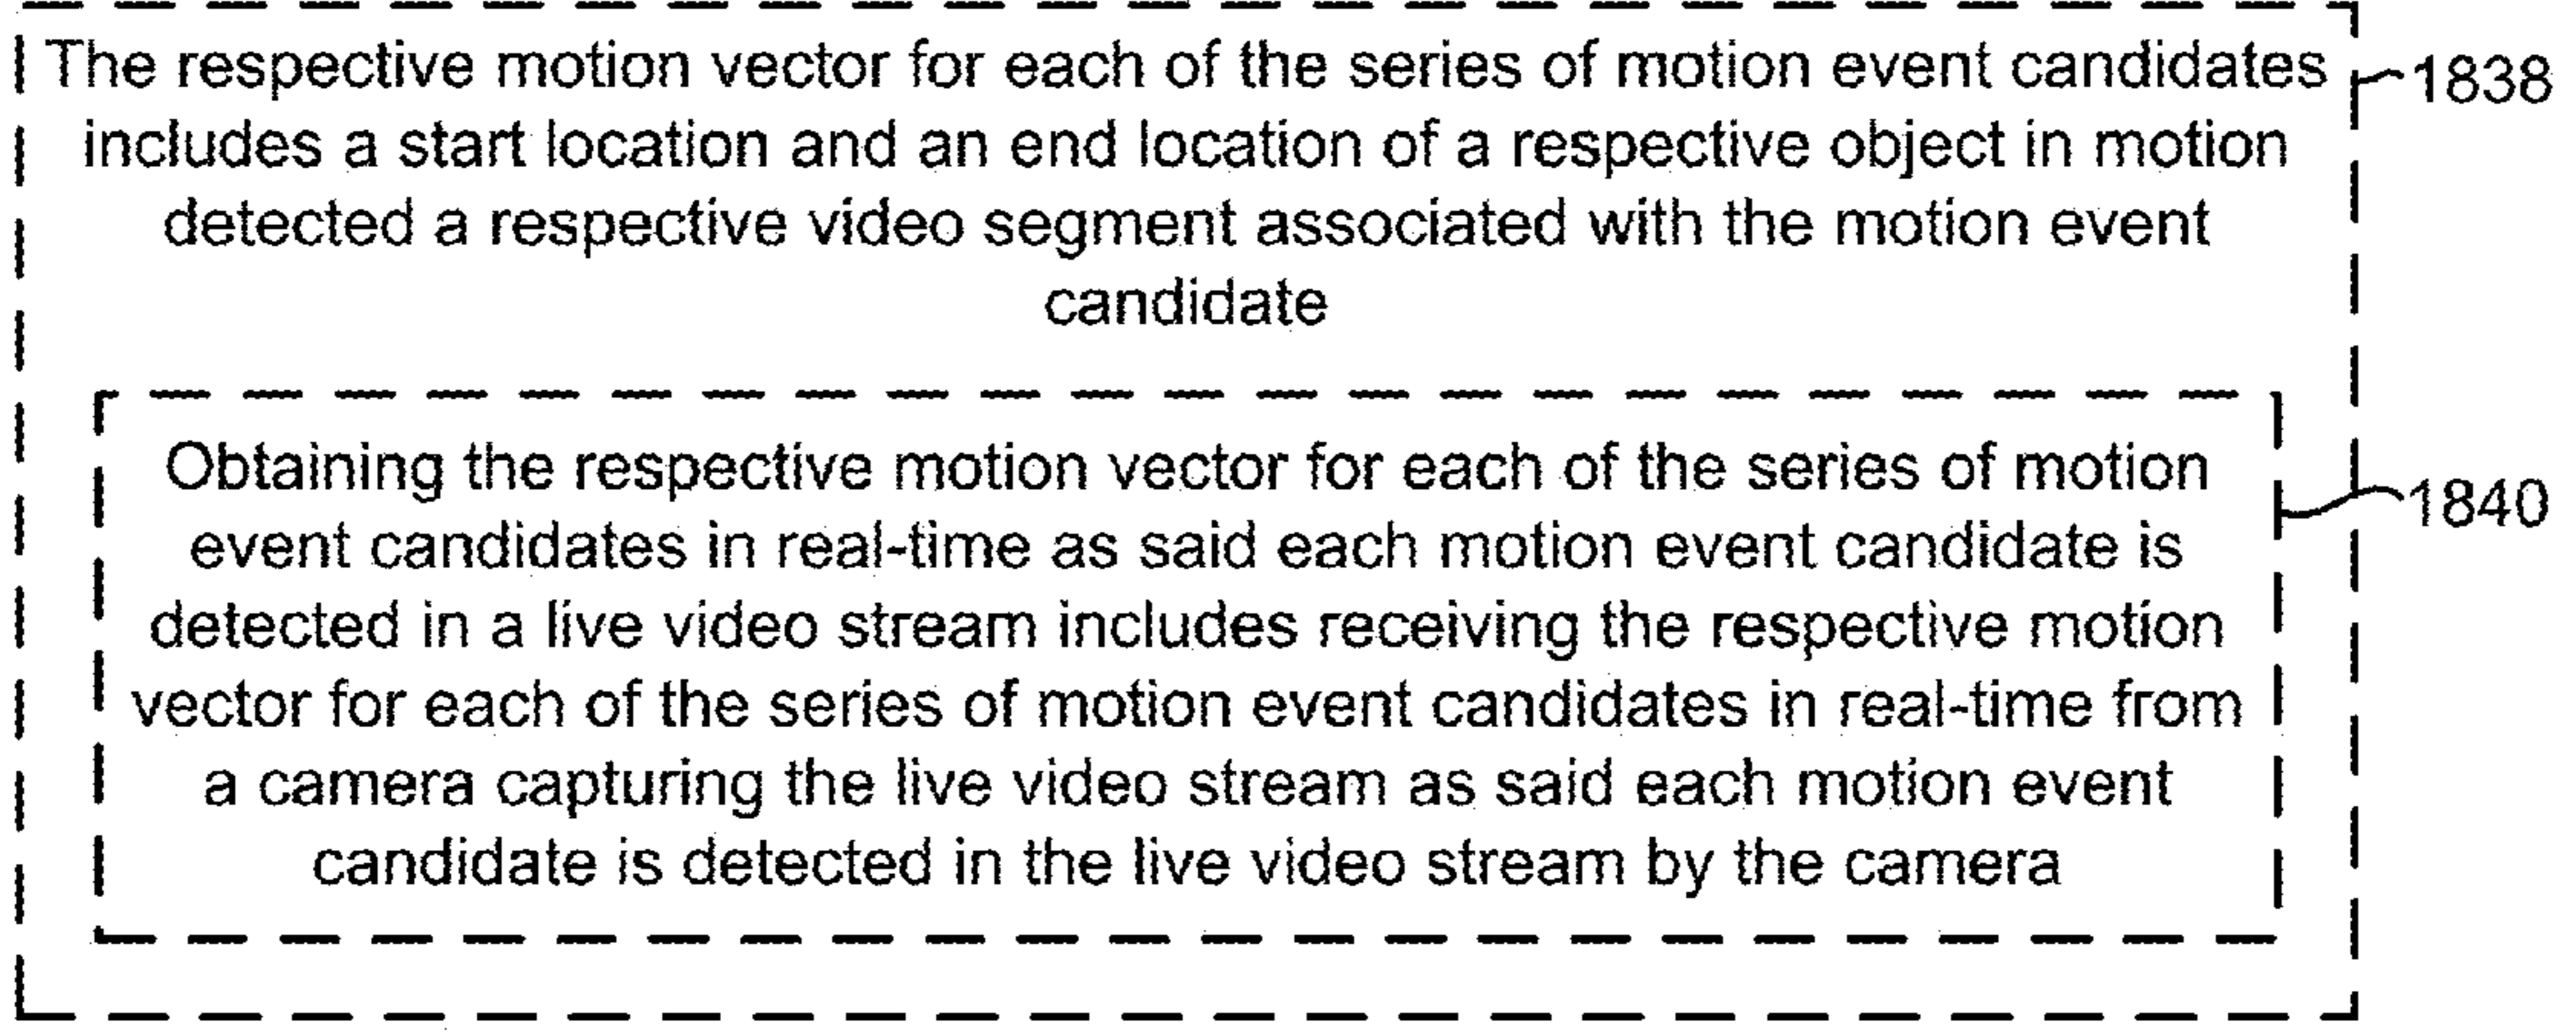 The respective motion vector for each of the series of motion event candidates
includes a start location and an end location of a respective object in motion
detected a respective video segment associated with the motion event
candidate
1838
Obtaining the respective motion vector for each of the series of motion
event candidates in real-time as said each motion event candidate is
detected in a live video stream includes receiving the respective motion
vector for each of the series of motion event candidates in real-time from
a camera capturing the live video stream as said each motion event
candidate is detected in the live video stream by the camera
1840